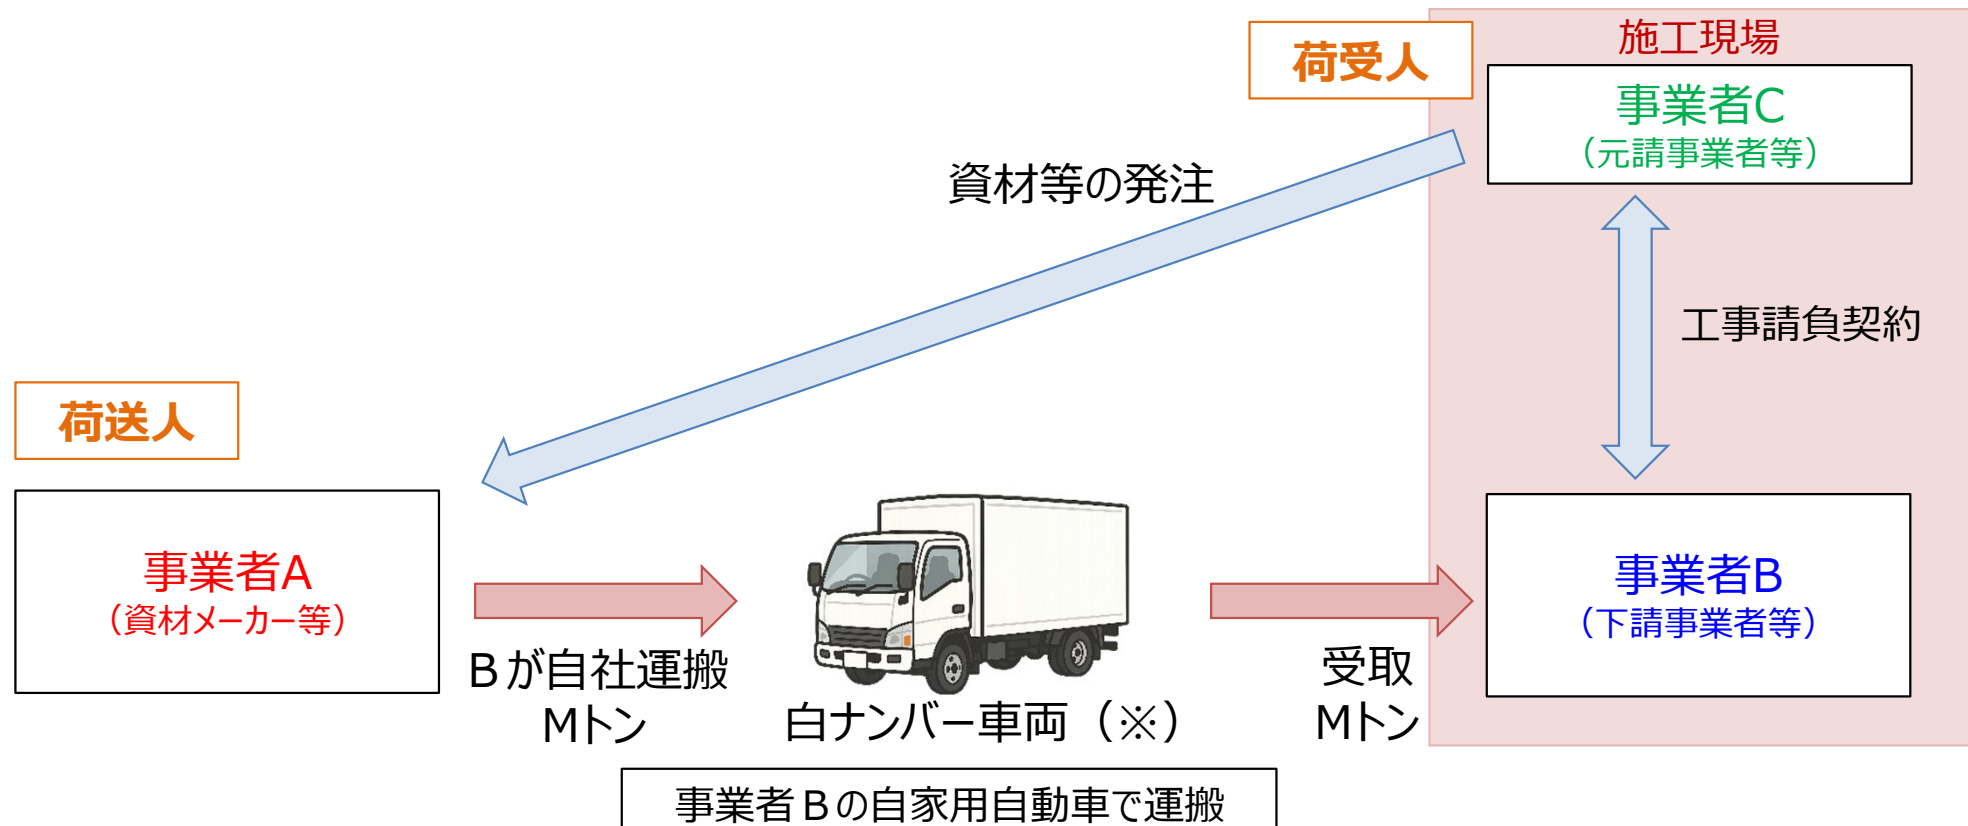 施工現場
荷受人
事業者C
（元請事業者等）
資材等の発注
工事請負契約
荷送人
事業者A
（資材メーカー等）
事業者B
（下請事業者等）
Ｂが自社運搬
Mトン
白ナンバー車両（※）
受取
Mトン
事業者Ｂの自家用自動車で運搬